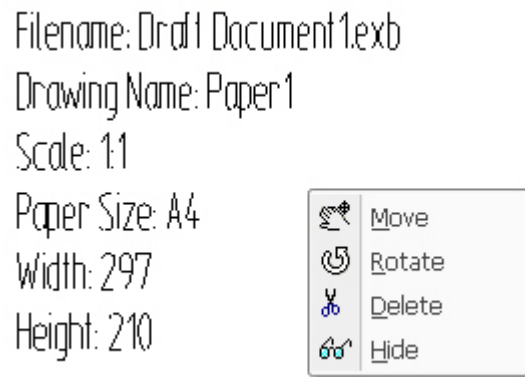 Filename: Draft Document1.exb
Drawing Name: Paper1
Scale: 1:1
Paper Size: A4
Width: 297
Height: 210
Move
Rotate
Delete
Hide